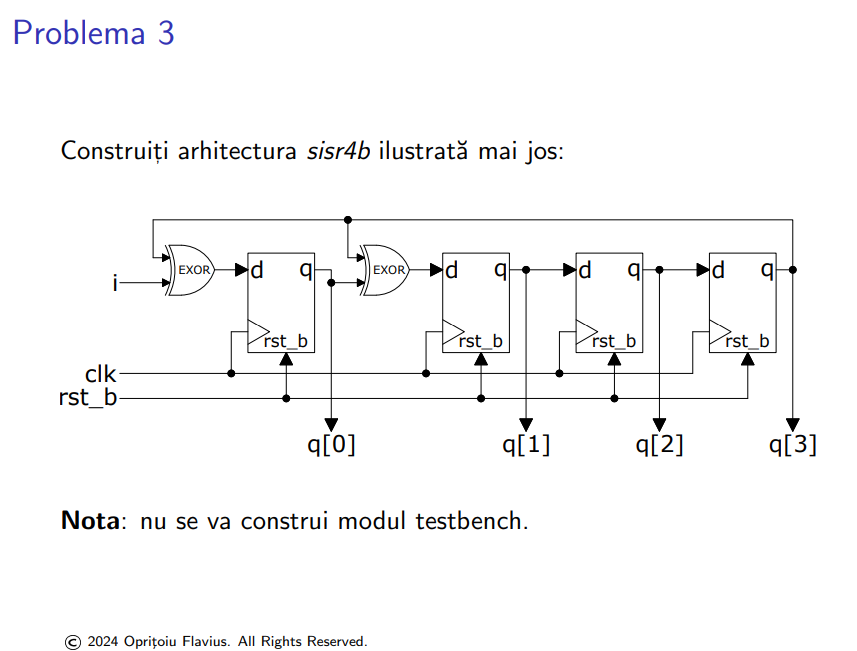 Problema 3
Construiți arhitectura sisr4b ilustrată mai jos:
EXOR
d
q
rst_b
EXOR
d
q
rst_b
d
q
rst_b
d
q
rst_b
i
clk
rst_b
q[0]
q[1]
q[2]
q[3]
Nota: nu se va construi modul testbench.
© 2024 Oprițoiu Flavius. All Rights Reserved.